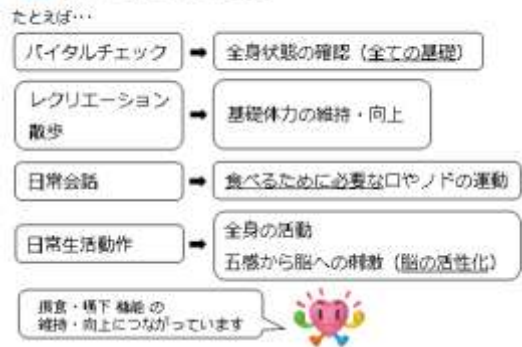 たとえば…
バイタルチェック ➡ 全身状態の確認（全ての基礎）
レクリエーション
散歩 ➡ 基礎体力の維持・向上
日常会話 ➡ 食べるために必要な口やノドの運動
日常生活動作 ➡ 全身の活動
五感から脳への刺激（脳の活性化）
摂食・嚥下 機能 の
維持・向上につながっています